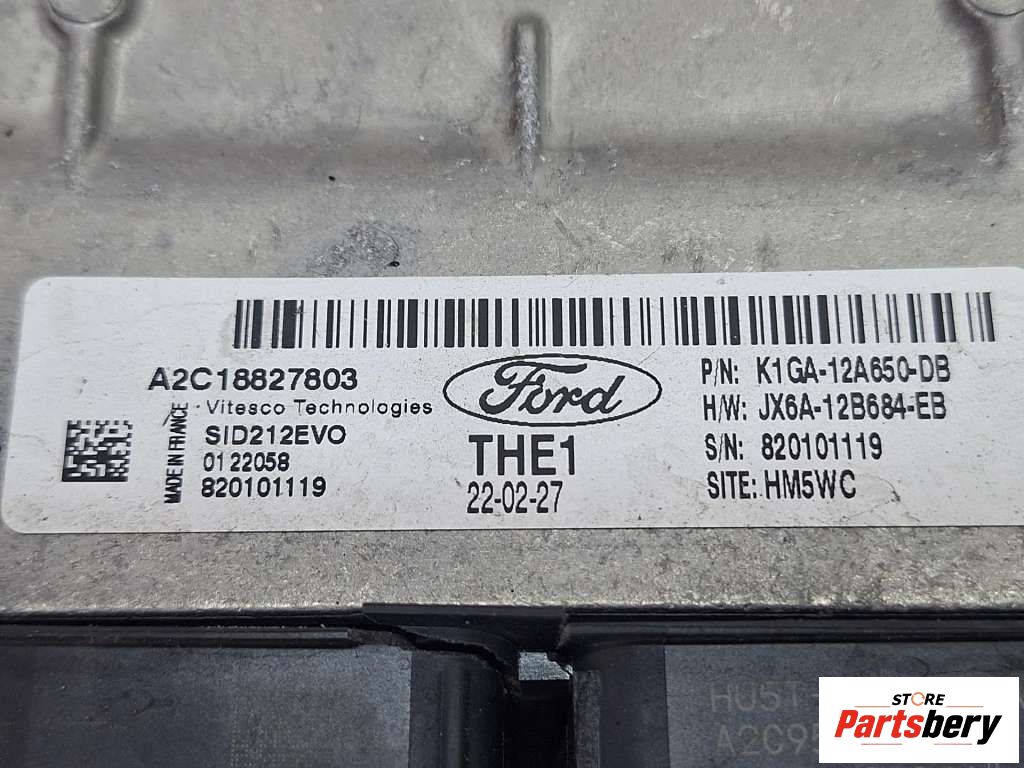 A2C18827803
Vitesco Technologies
SID212EVO
0122058
820101119
MADE IN FRANCE
Ford
THE1
22-02-27
P/N: K1GA-12A650-DB
H/W: JX6A-12B684-EB
S/N: 820101119
SITE: HM5WC
HU5T
STORE
Partsbery